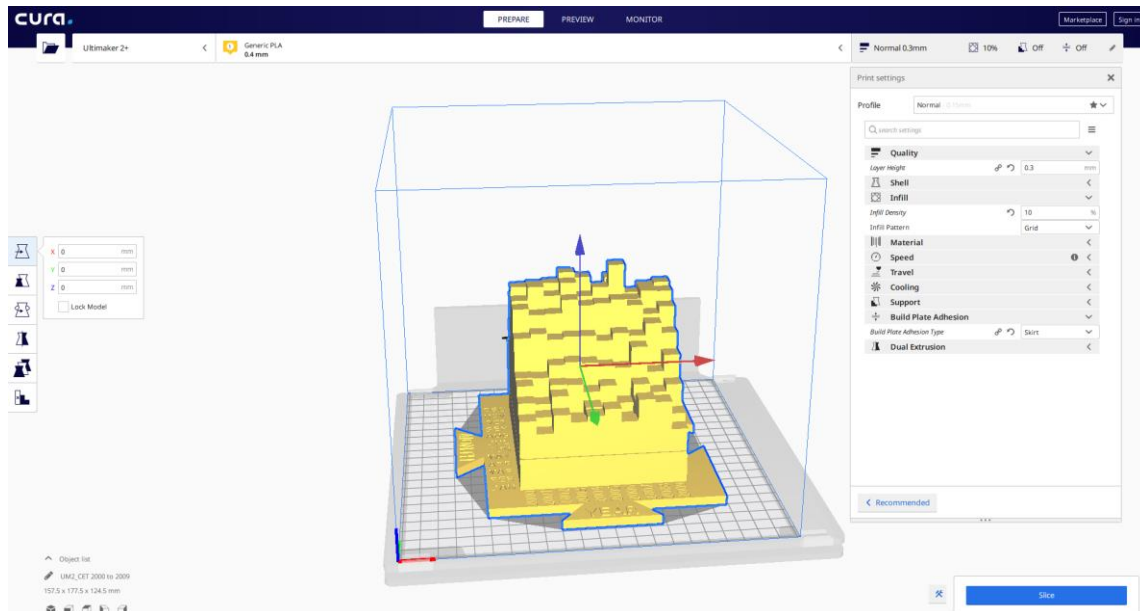 cura.
PREPARE PREVIEW MONITOR
Marketplace Sign in
Ultimaker 2+
Generic PLA
0.4 mm
Normal 0.3mm 10% Off Off
Print settings
Profile Normal
search settings
Quality
Layer Height 0.3 mm
Shell
Infill
Infill Density 10 %
Infill Pattern Grid
Material
Speed
Travel
Cooling
Support
Build Plate Adhesion
Build Plate Adhesion Type Skirt
Dual Extrusion
X 0 mm
Y 0 mm
Z 0 mm
Lock Model
YEAR
Recommended
Object list
UM2_CET 2000 to 2009
157.5 x 177.5 x 124.5 mm
Slice